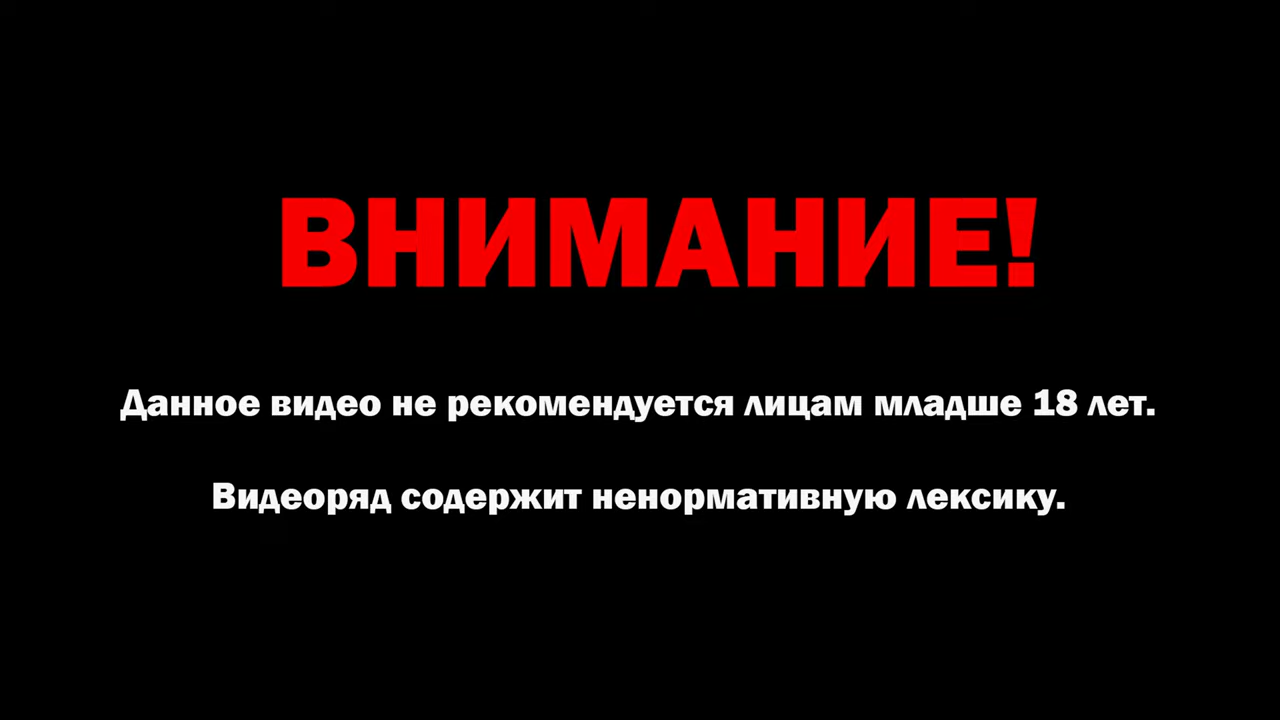 ВНИМАНИЕ!
Данное видео не рекомендуется лицам младше 18 лет.
Видеоряд содержит ненормативную лексику.